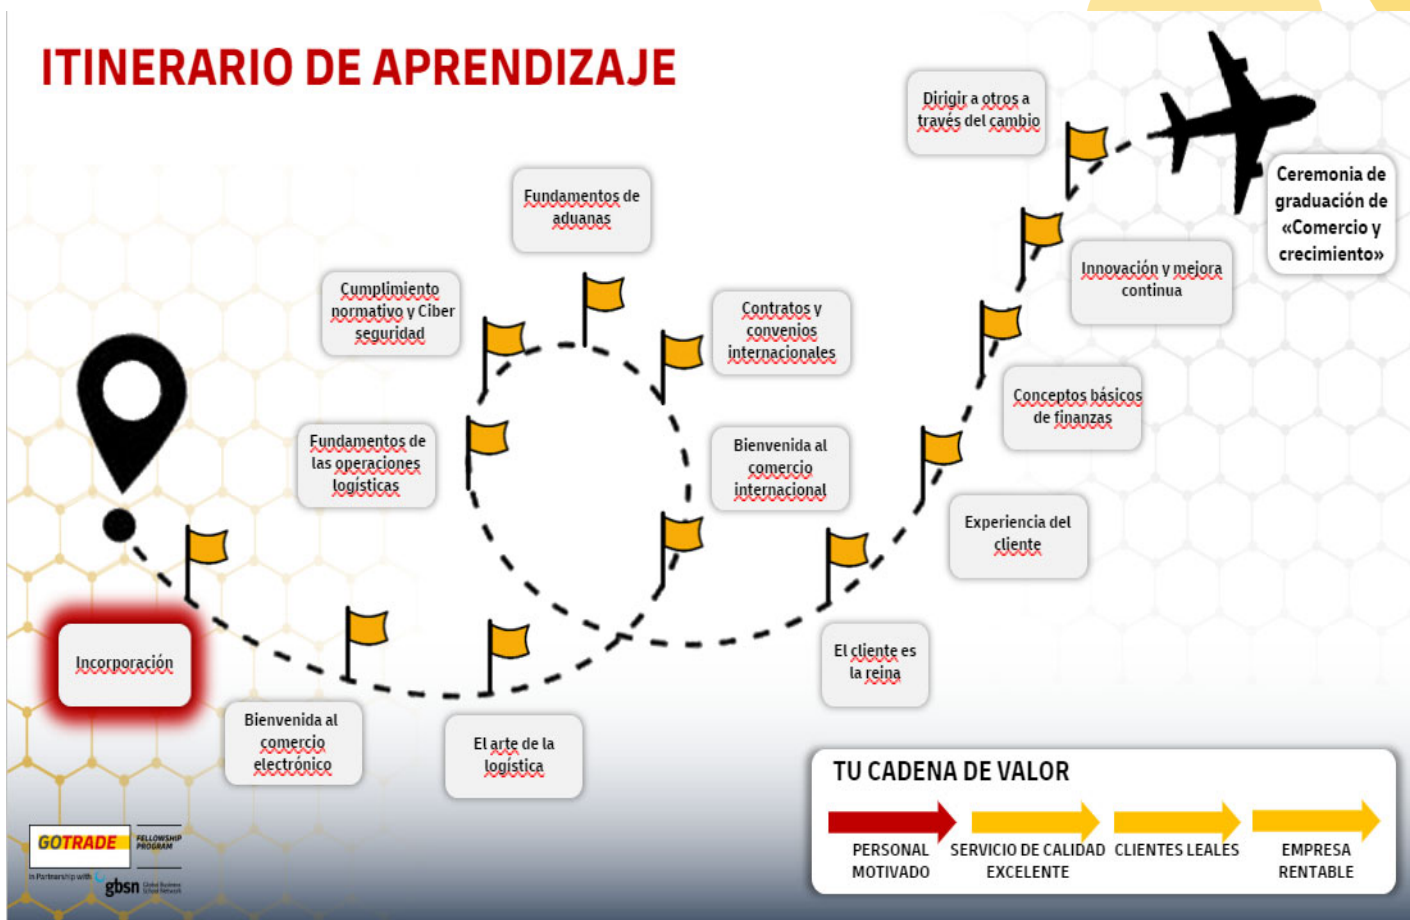 ITINERARIO DE APRENDIZAJE
Dirigir a otros a
través del cambio
Ceremonia de
graduación de
«Comercio y
crecimiento»
Fundamentos de
aduanas
Innovación y mejora
continua
Cumplimiento
normativo y Ciber
seguridad
Contratos y
convenios
internacionales
Conceptos básicos
de finanzas
Fundamentos de
las operaciones
logísticas
Bienvenida al
comercio
internacional
Experiencia del
cliente
Incorporación
El cliente es
la reina
Bienvenida al
comercio
electrónico
El arte de la
logística
TU CADENA DE VALOR
PERSONAL
MOTIVADO
SERVICIO DE CALIDAD
EXCELENTE
CLIENTES LEALES
EMPRESA
RENTABLE
GOTRADE
FELLOWSHIP
PROGRAM
In Partnership with
gbsn
Global Business
School Network